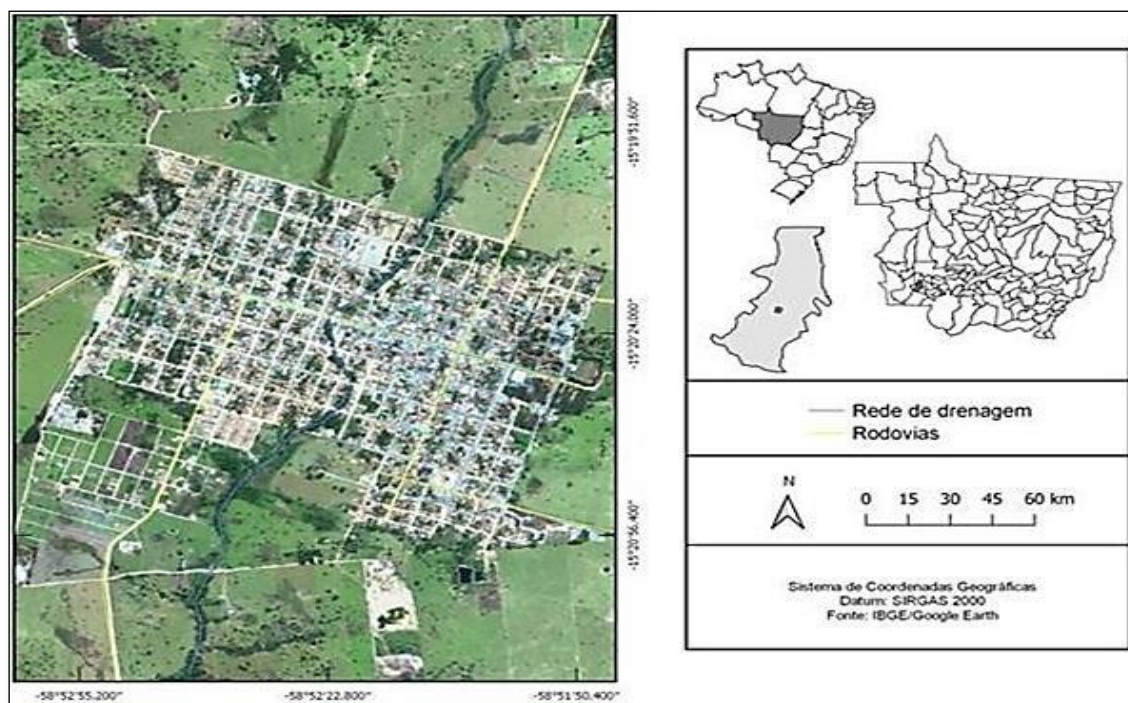 -15°19'51.600"
-15°20'24.000"
-15°20'56.400"
-58°52'55.200"
-58°52'22.800"
-58°51'50.400"
Rede de drenagem
Rodovias
N
0 15 30 45 60 km
Sistema de Coordenadas Geográficas
Datum: SIRGAS 2000
Fonte: IBGE/Google Earth